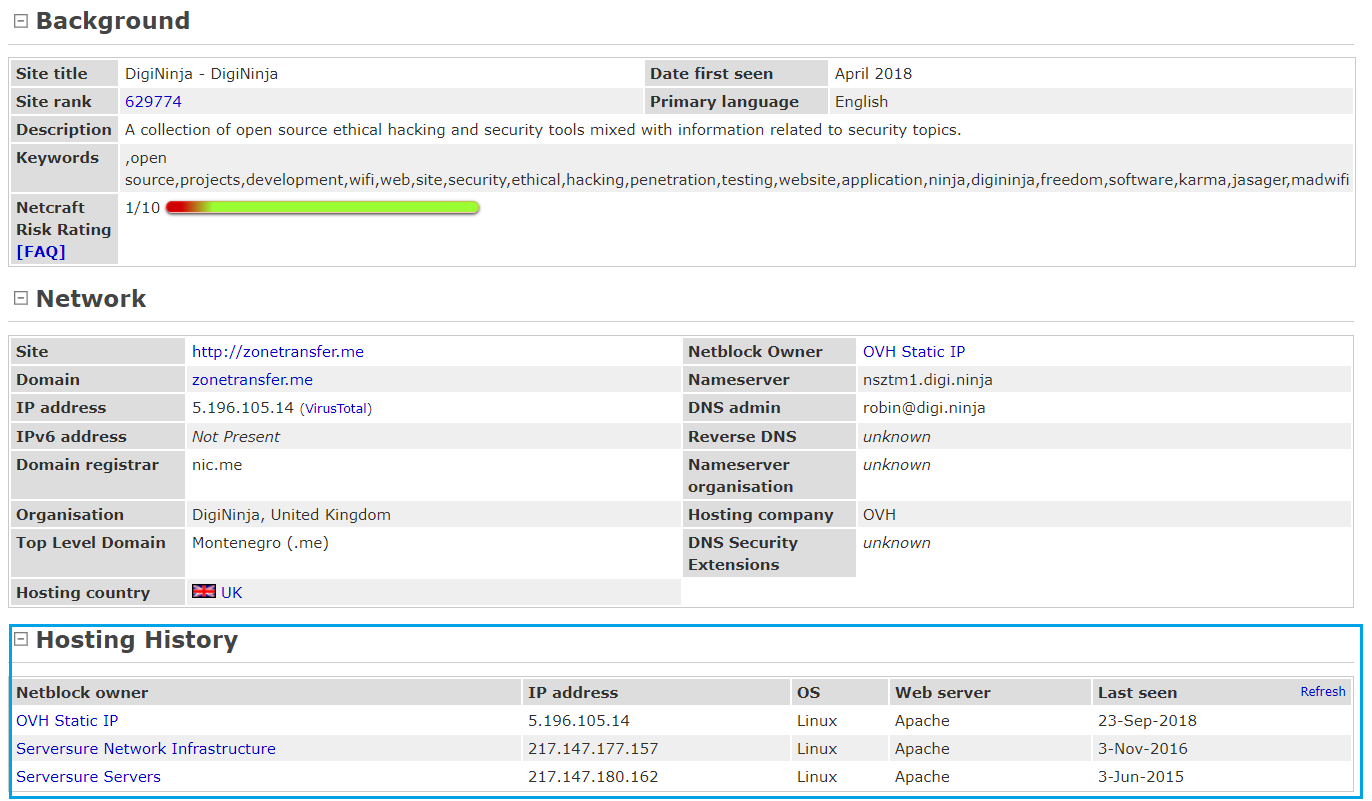 Background
Site title DigiNinja - DigiNinja Date first seen April 2018
Site rank 629774 Primary language English
Description A collection of open source ethical hacking and security tools mixed with information related to security topics.
Keywords ,open
source,projects,development,wifi,web,site,security,ethical,hacking,penetration,testing,website,application,ninja,digininja,freedom,software,karma,jasager,madwifi
Netcraft 1/10
Risk Rating
[FAQ]
Network
Site http://zonetransfer.me Netblock Owner OVH Static IP
Domain zonetransfer.me Nameserver nsztm1.digi.ninja
IP address 5.196.105.14 (VirusTotal) DNS admin robin@digi.ninja
IPv6 address Not Present Reverse DNS unknown
Domain registrar nic.me Nameserver unknown
organisation
Organisation DigiNinja, United Kingdom Hosting company OVH
Top Level Domain Montenegro (.me) DNS Security unknown
Extensions
Hosting country UK
Hosting History
Netblock owner IP address OS Web server Last seen Refresh
OVH Static IP 5.196.105.14 Linux Apache 23-Sep-2018
Serversure Network Infrastructure 217.147.177.157 Linux Apache 3-Nov-2016
Serversure Servers 217.147.180.162 Linux Apache 3-Jun-2015